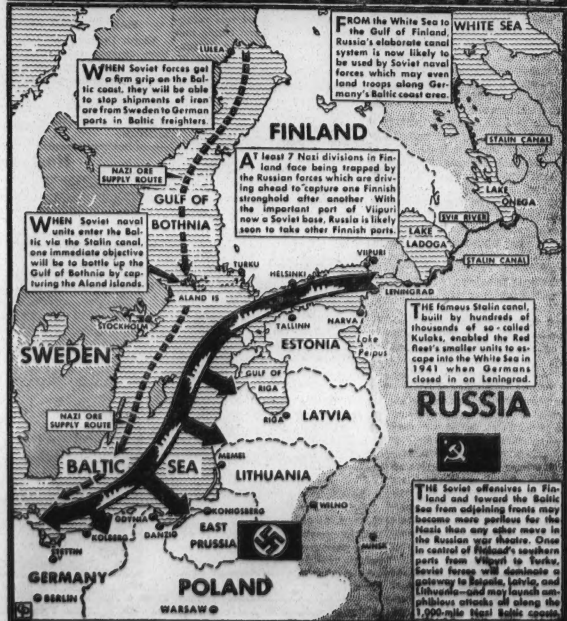 FROM the White Sea to
the Gulf of Finland,
Russia's elaborate canal
system is now likely to
be used by Soviet naval
forces which may even
land troops along Ger-
many's Baltic coast area.
WHITE SEA
LULEA
WHEN Soviet forces get
a firm grip on the Bal-
tic coast, they will be able
to stop shipments of iron
ore from Sweden to German
ports in Baltic freighters.
FINLAND
STALIN CANAL
NAZI ORE
SUPPLY ROUTE
AT least 7 Nazi divisions in Fin-
land face being trapped by
the Russian forces which are driv-
ing ahead to capture one Finnish
stronghold after another With
the important port of Viipuri
now a Soviet base, Russia is likely
soon to take other Finnish ports.
LAKE
ONEGA
GULF OF
BOTHNIA
SVIR RIVER
WHEN Soviet naval
units enter the Bal-
tic via the Stalin canal,
one immediate objective
will be to bottle up the
Gulf of Bothnia by cap-
turing the Aland islands.
LAKE
LADOGA
TURKU
VIIPURI
HELSINKI
STALIN CANAL
ALAND IS
LENINGRAD
STOCKHOLM
TALLINN
NARVA
THE famous Stalin canal,
built by hundreds of
thousands of so-called
Kulaks, enabled the Red
fleet's smaller units to es-
cape into the White Sea in
1941 when Germans
closed in on Leningrad.
SWEDEN
ESTONIA
Lake
Peipus
GULF OF
RIGA
RUSSIA
NAZI ORE
SUPPLY ROUTE
RIGA
LATVIA
BALTIC SEA
MEMEL
LITHUANIA
THE Soviet offensives in Fin-
land and toward the Baltic
Sea from adjoining fronts may
become more perilous for the
Nazis than any other move in
the Russian war theatre. Once
in control of Finland's southern
ports from Viipuri to Turku,
Soviet forces will dominate a
gateway to Estonia, Latvia, and
Lithuania—and may launch am-
phibious attacks all along the
1,000-mile Nazi Baltic coasts.
KONIGSBERG
WILNO
GDYNIA
DANZIG
EAST
PRUSSIA
KOLBERG
STETTIN
MINSK
GERMANY
POLAND
BERLIN
WARSAW
CP